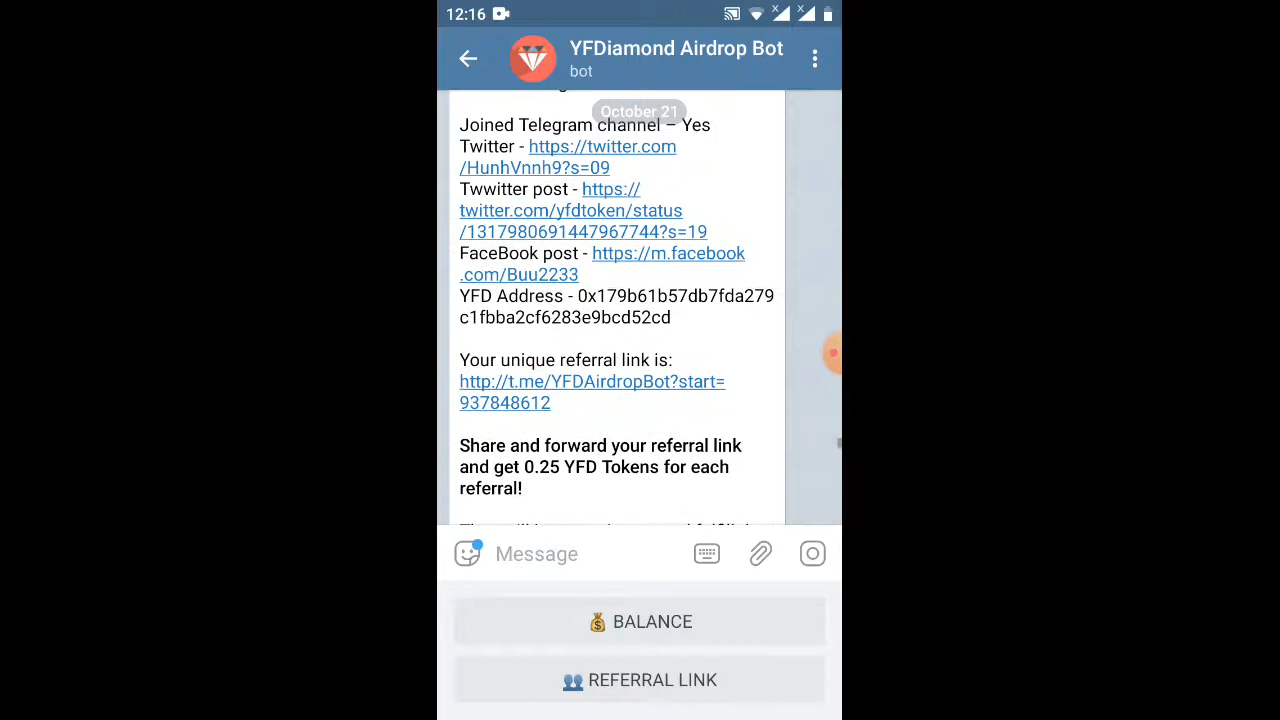 12:16
YFDiamond Airdrop Bot
bot
October 21
Joined Telegram channel – Yes
Twitter - https://twitter.com
/HunhVnnh9?s=09
Twwitter post - https://
twitter.com/yfdtoken/status
/1317980691447967744?s=19
FaceBook post - https://m.facebook
.com/Buu2233
YFD Address - 0x179b61b57db7fda279
c1fbba2cf6283e9bcd52cd
Your unique referral link is:
http://t.me/YFDAirdropBot?start=
937848612
Share and forward your referral link
and get 0.25 YFD Tokens for each
referral!
Message
BALANCE
REFERRAL LINK